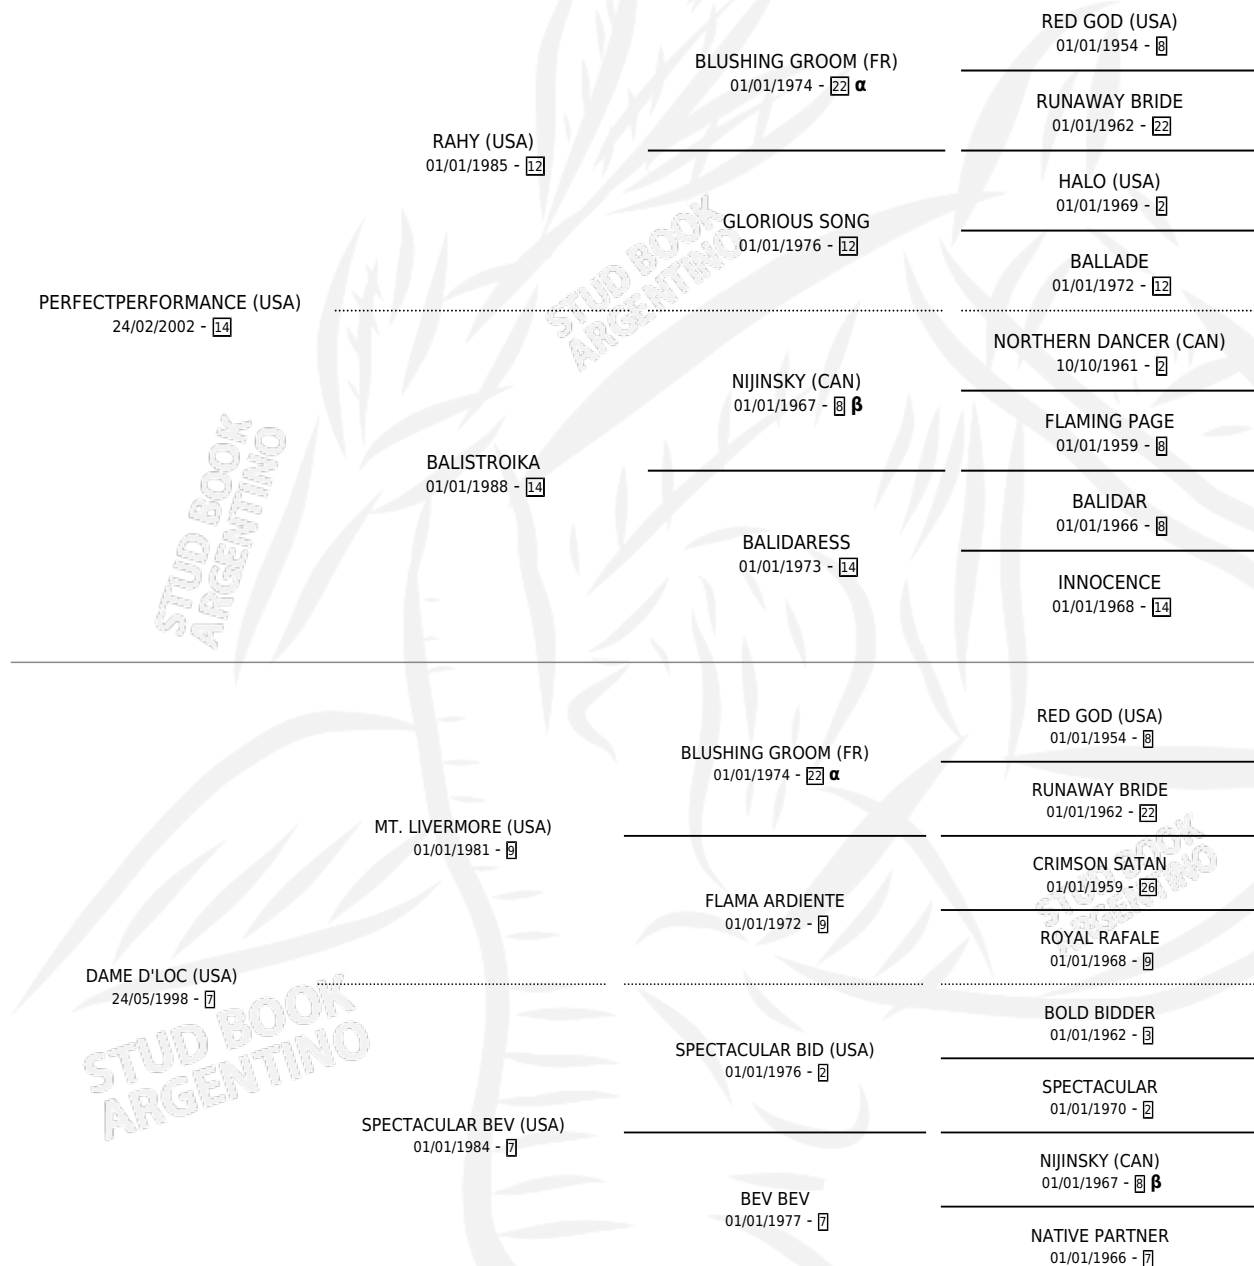 RED GOD (USA)
01/01/1954 - 8
BLUSHING GROOM (FR)
01/01/1974 - 22 α
RUNAWAY BRIDE
01/01/1962 - 22
RAHY (USA)
01/01/1985 - 12
HALO (USA)
01/01/1969 - 2
GLORIOUS SONG
01/01/1976 - 12
BALLADE
01/01/1972 - 12
PERFECTPERFORMANCE (USA)
24/02/2002 - 14
NORTHERN DANCER (CAN)
10/10/1961 - 2
NIJINSKY (CAN)
01/01/1967 - 8 β
FLAMING PAGE
01/01/1959 - 8
BALISTROIKA
01/01/1988 - 14
BALIDAR
01/01/1966 - 8
BALIDARESS
01/01/1973 - 14
INNOCENCE
01/01/1968 - 14
RED GOD (USA)
01/01/1954 - 8
BLUSHING GROOM (FR)
01/01/1974 - 22 α
RUNAWAY BRIDE
01/01/1962 - 22
MT. LIVERMORE (USA)
01/01/1981 - 9
CRIMSON SATAN
01/01/1959 - 26
FLAMA ARDIENTE
01/01/1972 - 9
ROYAL RAFALE
01/01/1968 - 9
DAME D'LOC (USA)
24/05/1998 - 7
BOLD BIDDER
01/01/1962 - 3
SPECTACULAR BID (USA)
01/01/1976 - 2
SPECTACULAR
01/01/1970 - 2
SPECTACULAR BEV (USA)
01/01/1984 - 7
NIJINSKY (CAN)
01/01/1967 - 8 β
BEV BEV
01/01/1977 - 7
NATIVE PARTNER
01/01/1966 - 7
STUD BOOK
ARGENTINO
STUD BOOK
ARGENTINO
STUD BOOK
ARGENTINO
STUD BOOK
ARGENTINO